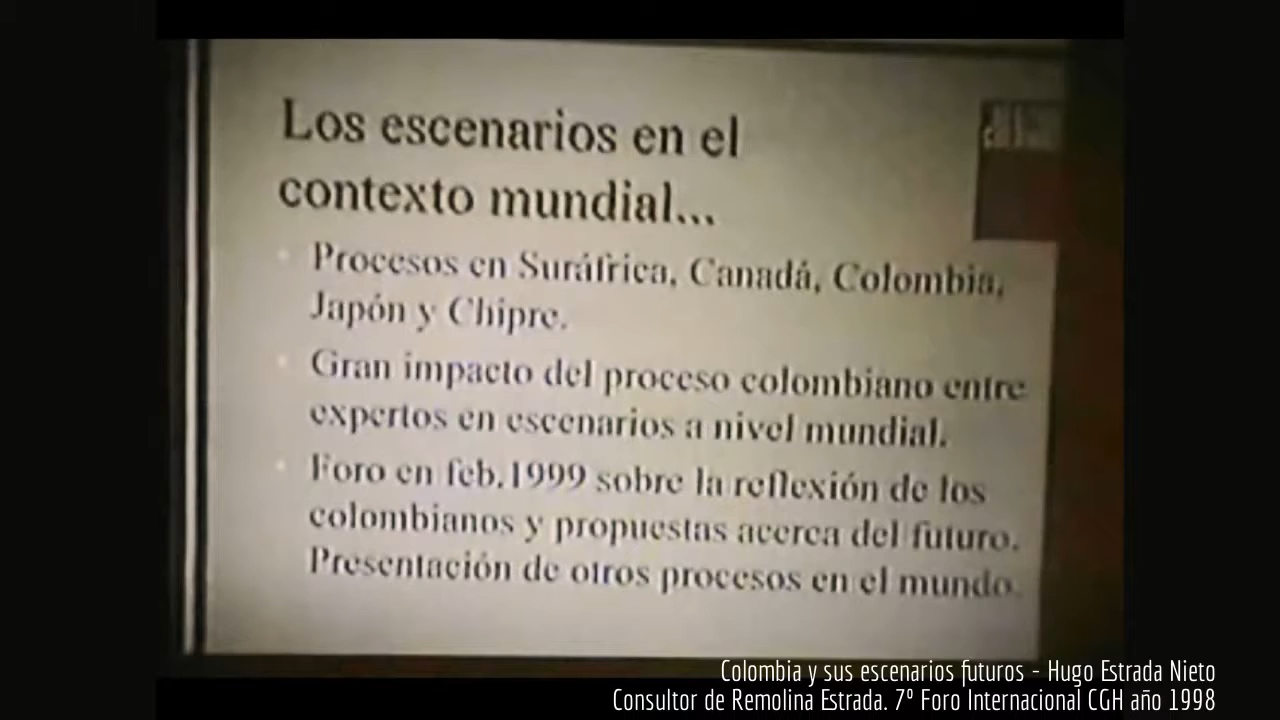 Los escenarios en el
contexto mundial...
Procesos en Suráfrica, Canadá, Colombia,
Japón y Chipre.
Gran impacto del proceso colombiano entre
expertos en escenarios a nivel mundial.
Foro en feb.1999 sobre la reflexión de los
colombianos y propuestas acerca del futuro.
Presentación de otros procesos en el mundo.
Colombia y sus escenarios futuros - Hugo Estrada Nieto
Consultor de Remolina Estrada. 7º Foro Internacional CGH año 1998